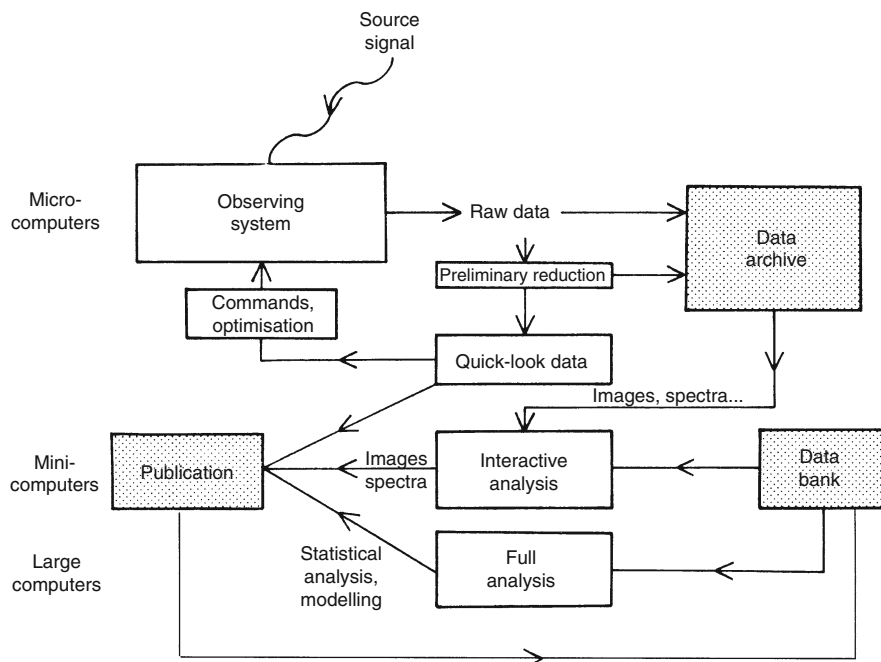 Source
signal
Micro-
computers
Observing
system
Raw data
Data
archive
Preliminary reduction
Commands,
optimisation
Quick-look data
Images, spectra...
Mini-
computers
Publication
Images
spectra
Interactive
analysis
Data
bank
Large
computers
Statistical
analysis,
modelling
Full
analysis